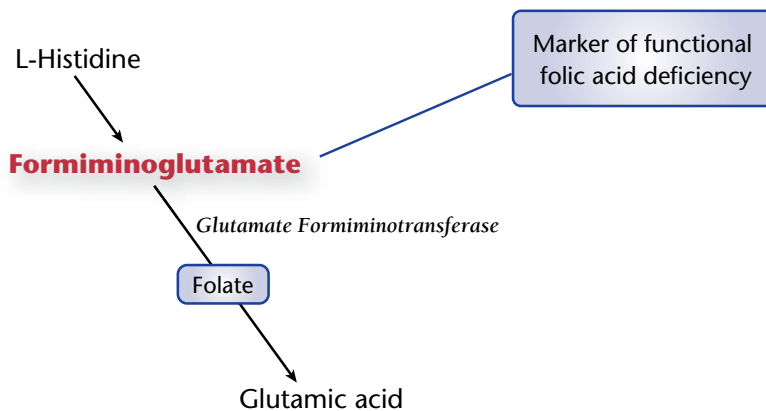 L-Histidine
Marker of functional
folic acid deficiency
Formiminoglutamate
Glutamate Formiminotransferase
Folate
Glutamic acid